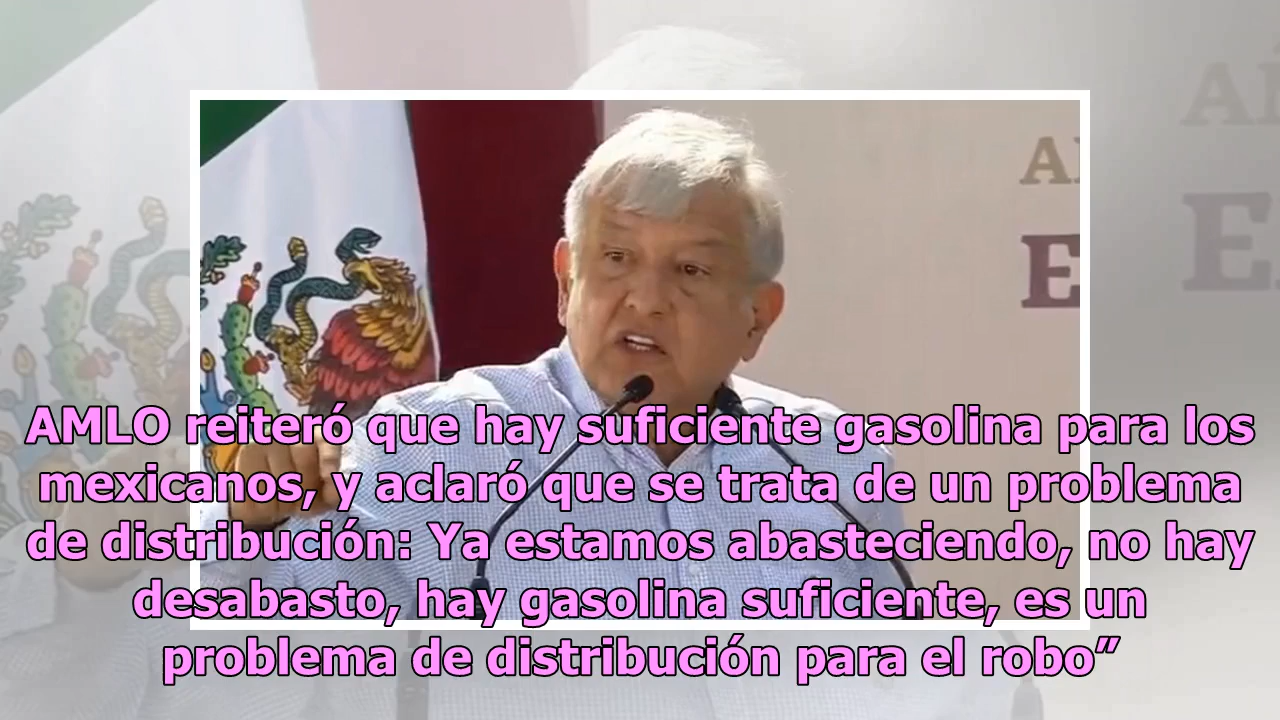 A
E
AMLO reiteró que hay suficiente gasolina para los
mexicanos, y aclaró que se trata de un problema
de distribución: Ya estamos abasteciendo, no hay
desabasto, hay gasolina suficiente, es un
problema de distribución para el robo”